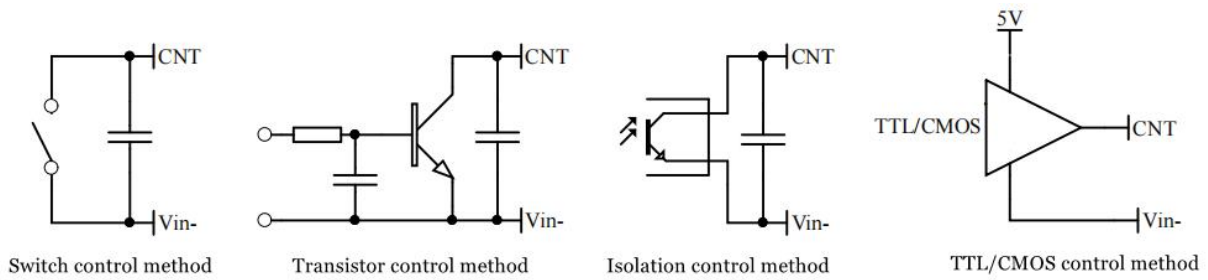 CNT
Vin-
Switch control method
CNT
Vin-
Transistor control method
CNT
Vin-
Isolation control method
5V
TTL/CMOS
CNT
Vin-
TTL/CMOS control method